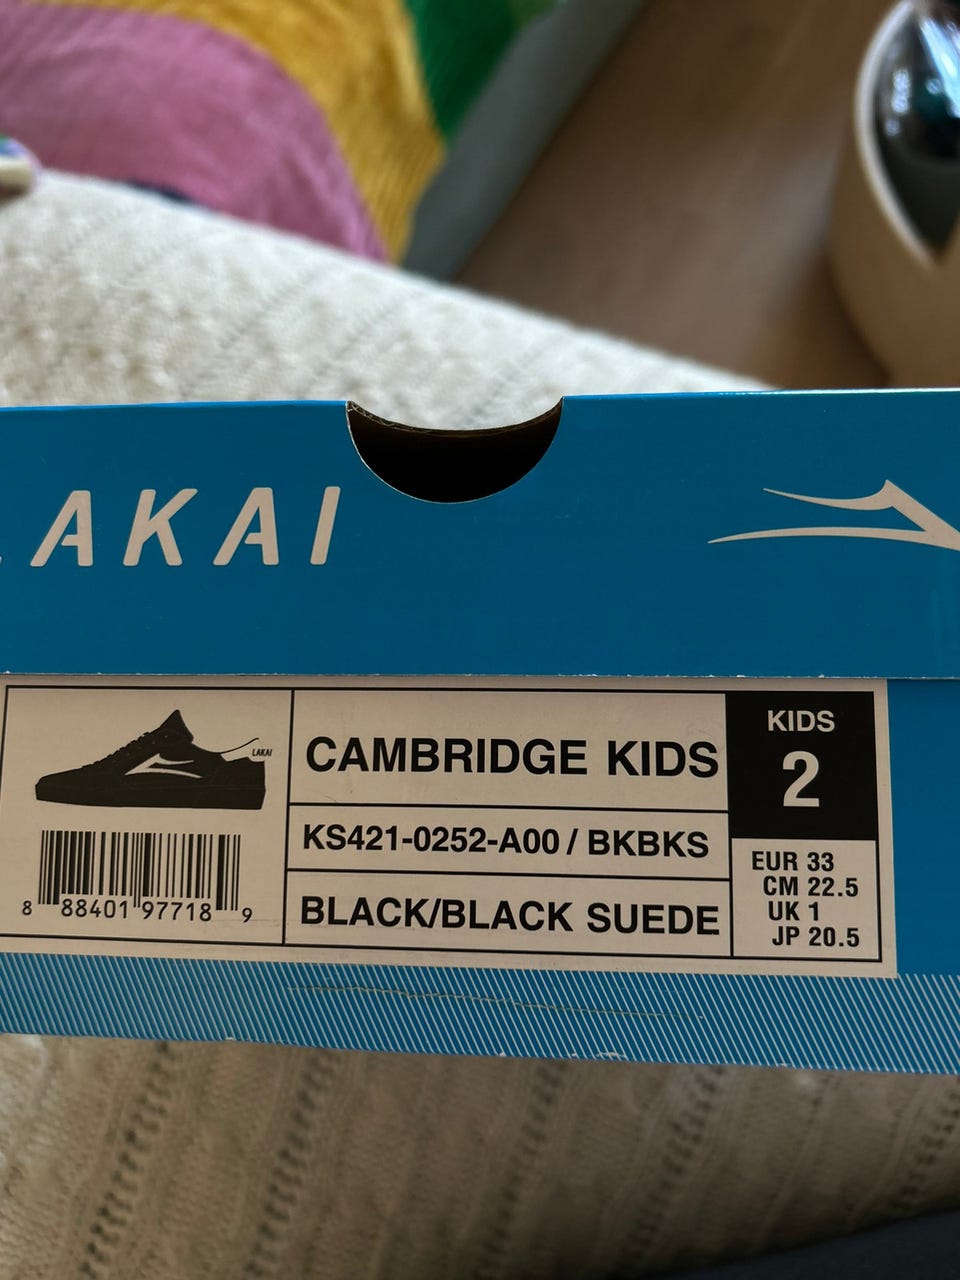 LAKAI
LAKAI
CAMBRIDGE KIDS
KS421-0252-A00 / BKBKS
BLACK/BLACK SUEDE
8 88401 97718 9
KIDS
2
EUR 33
CM 22.5
UK 1
JP 20.5